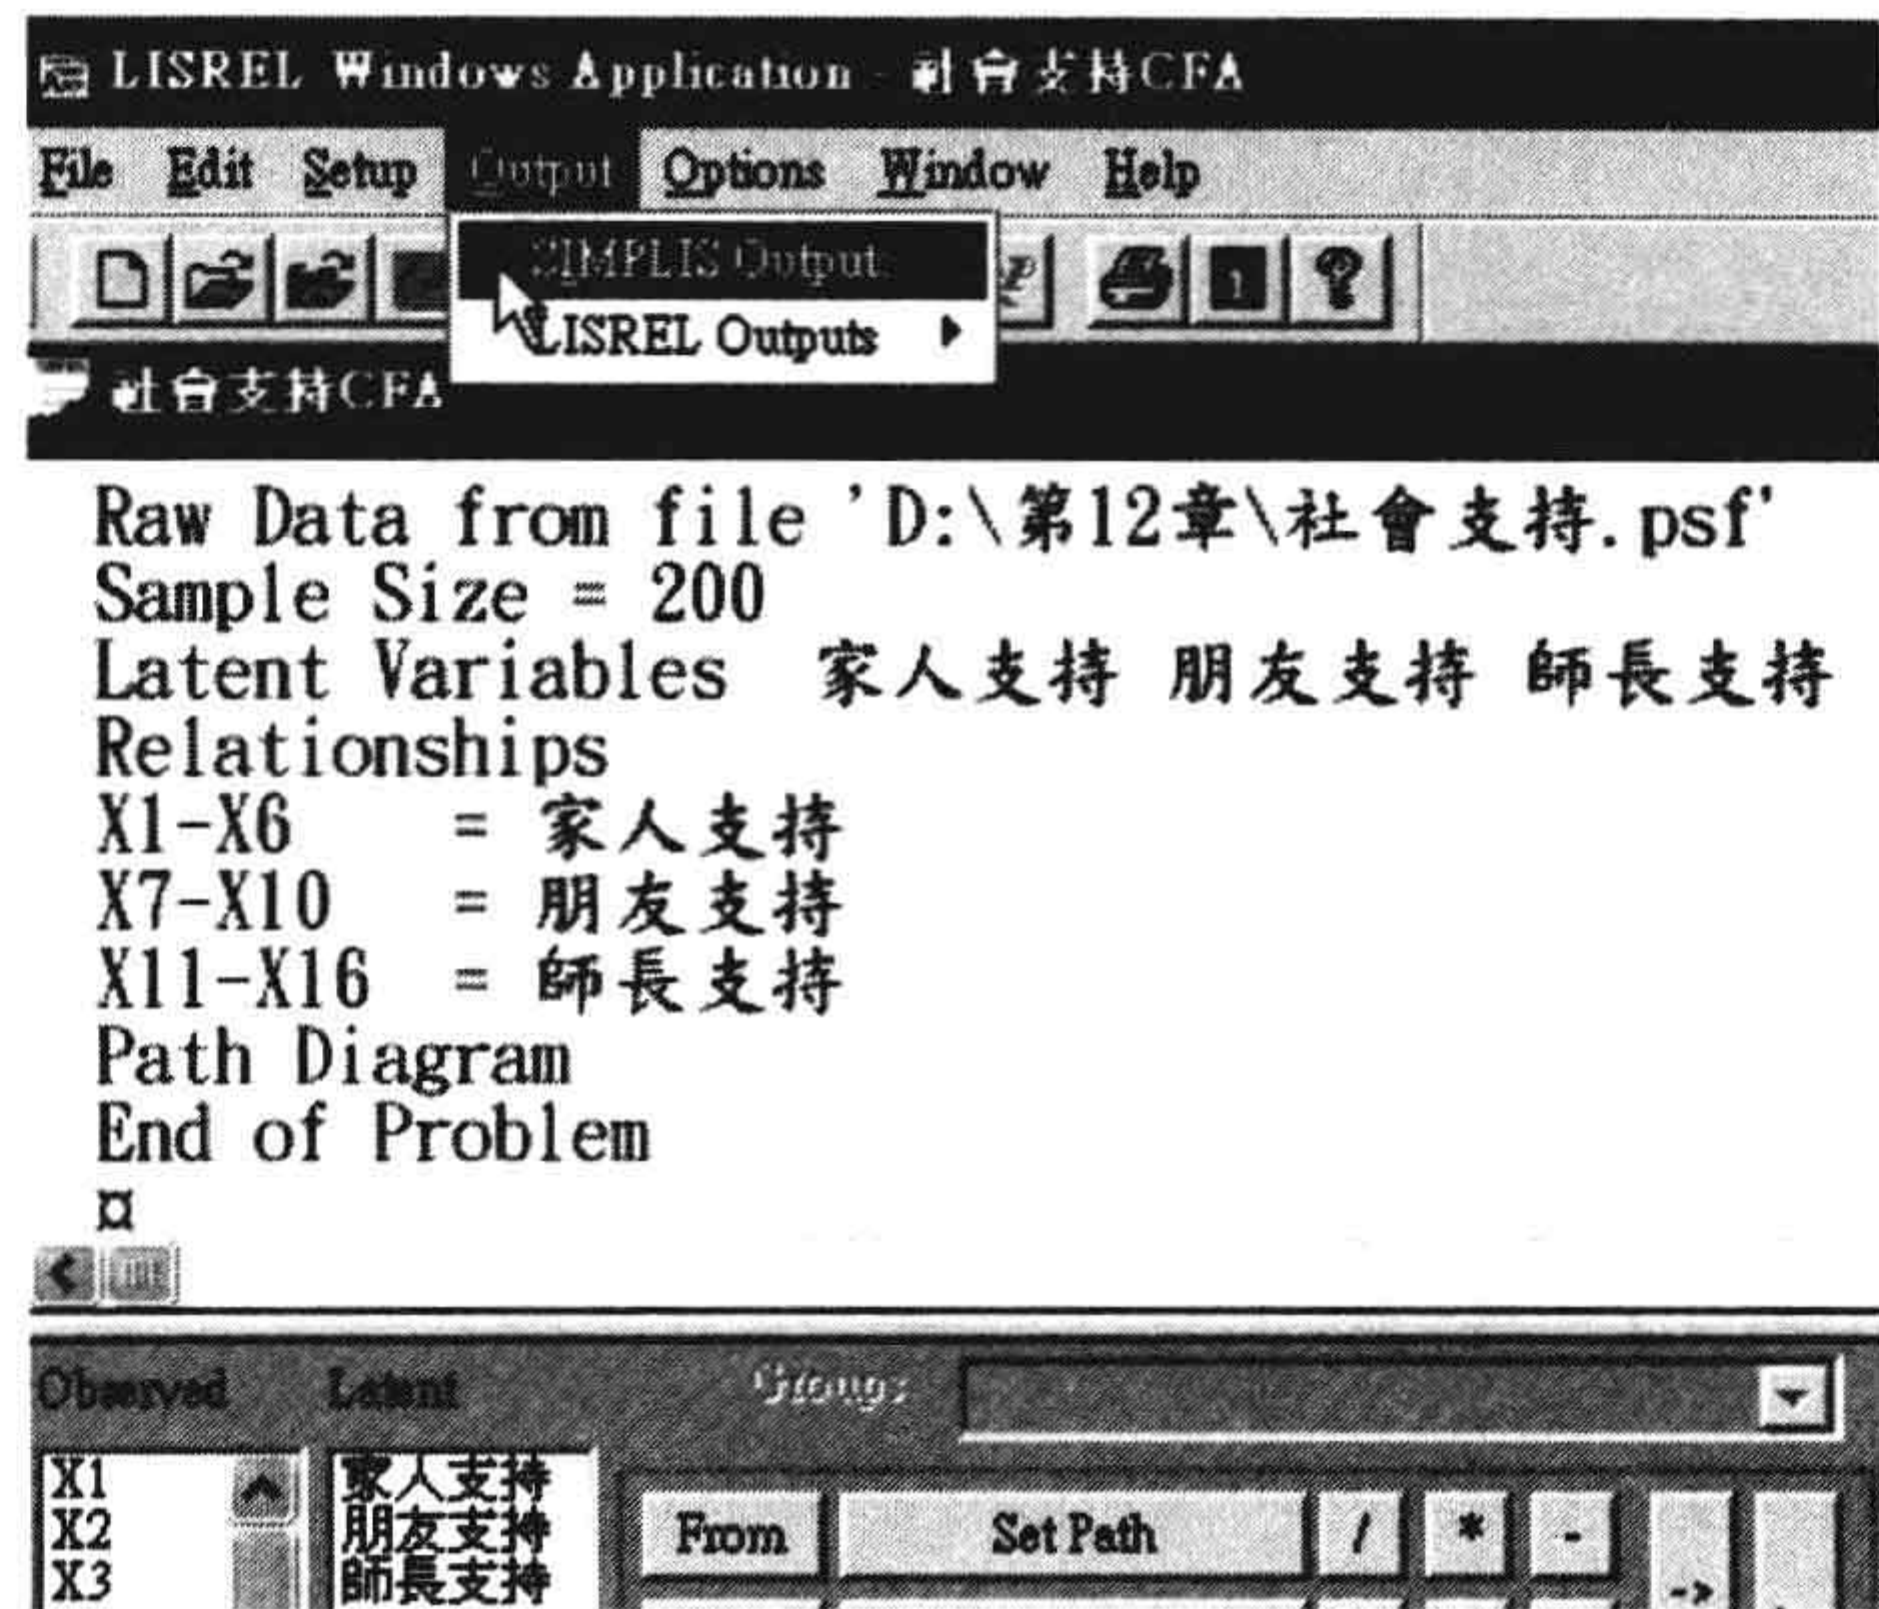 LISREL Windows Application - 社會支持CFA
File Edit Setup Output Options Window Help
SIMPLIS Output
LISREL Outputs
社會支持CFA
Raw Data from file 'D:\第12章\社會支持.psf'
Sample Size = 200
Latent Variables 家人支持 朋友支持 師長支持
Relationships
X1-X6 = 家人支持
X7-X10 = 朋友支持
X11-X16 = 師長支持
Path Diagram
End of Problem
Observed Latent Groups
X1 家人支持
X2 朋友支持 From Set Path / * -
X3 師長支持 ->